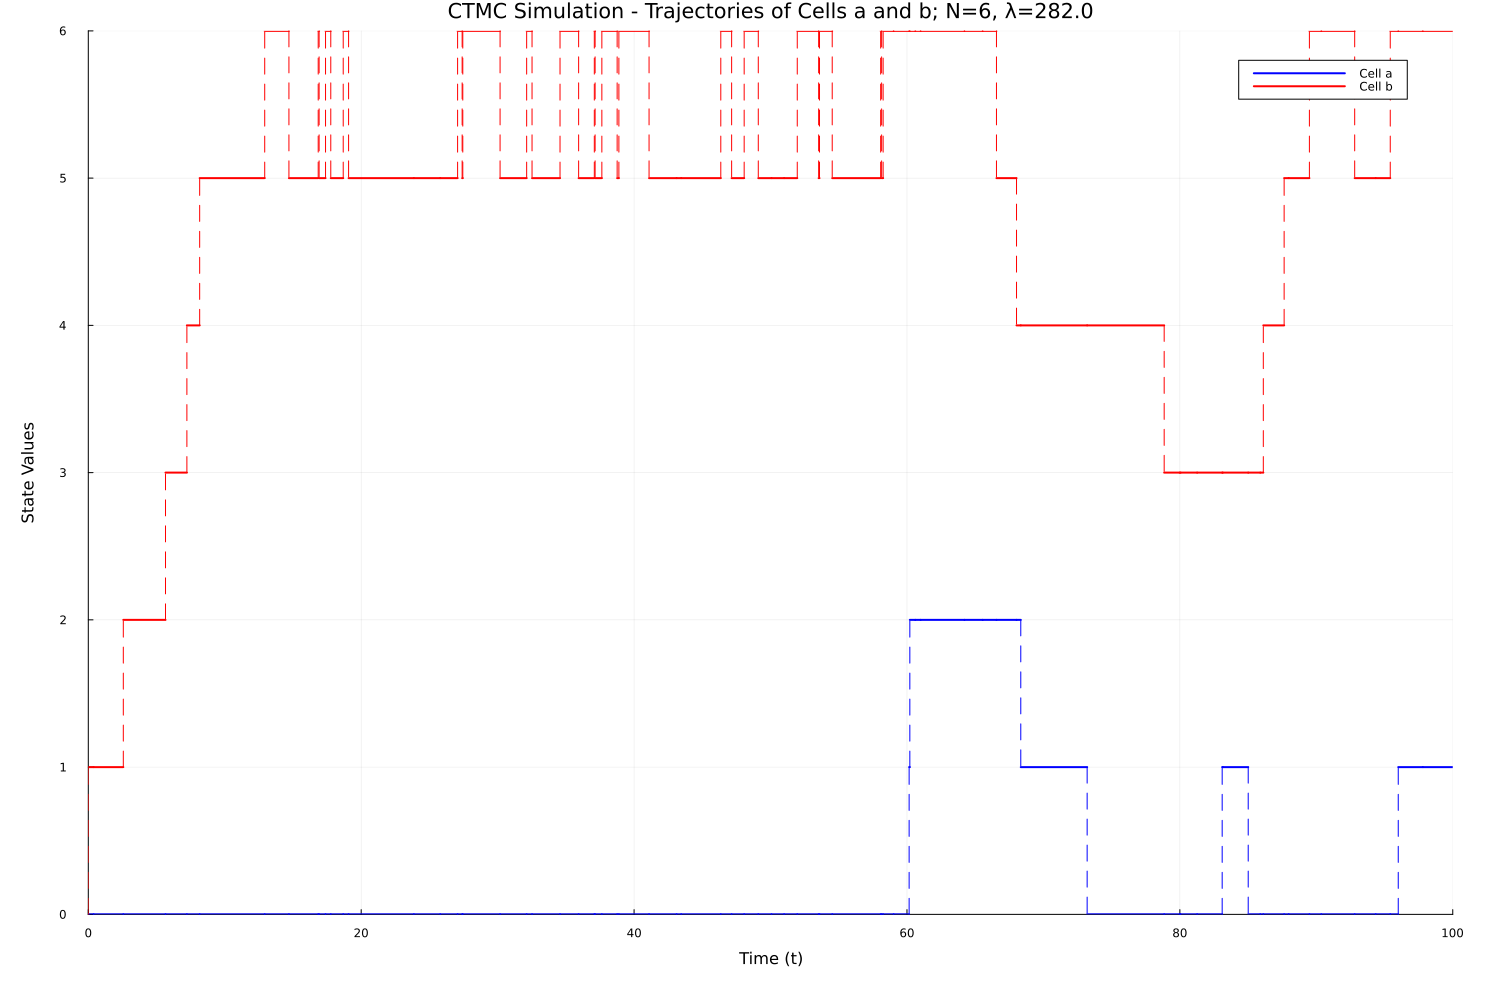 CTMC Simulation - Trajectories of Cells a and b; N=6, λ=282.0
6
Cell a
Cell b
5
4
State Values
3
2
1
0
0 20 40 60 80 100
Time (t)